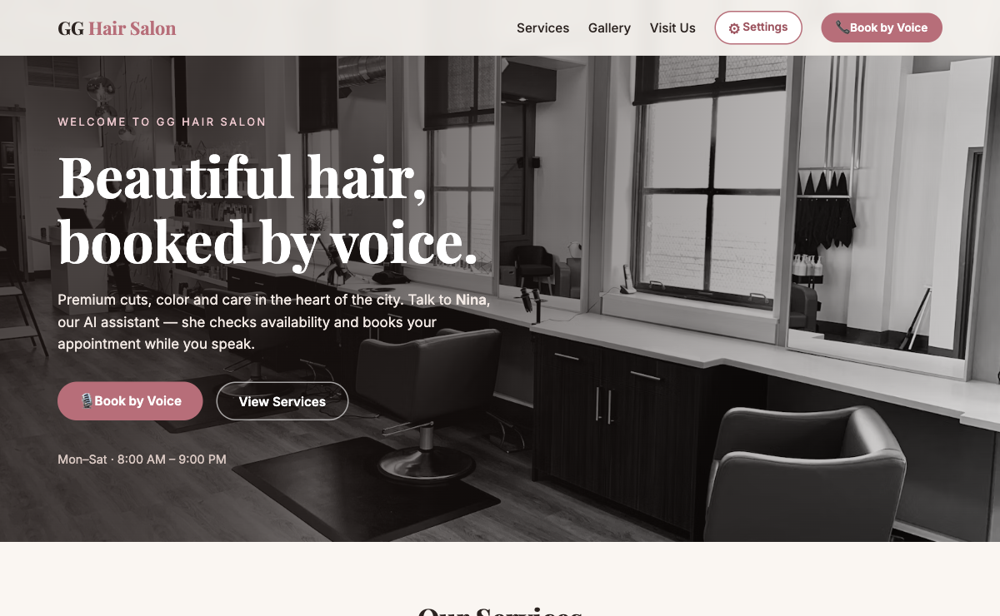 GG Hair Salon
Services
Gallery
Visit Us
Settings
Book by Voice
WELCOME TO GG HAIR SALON
Beautiful hair,
booked by voice.
Premium cuts, color and care in the heart of the city. Talk to Nina,
our AI assistant — she checks availability and books your
appointment while you speak.
Book by Voice
View Services
Mon–Sat · 8:00 AM – 9:00 PM
Our Services